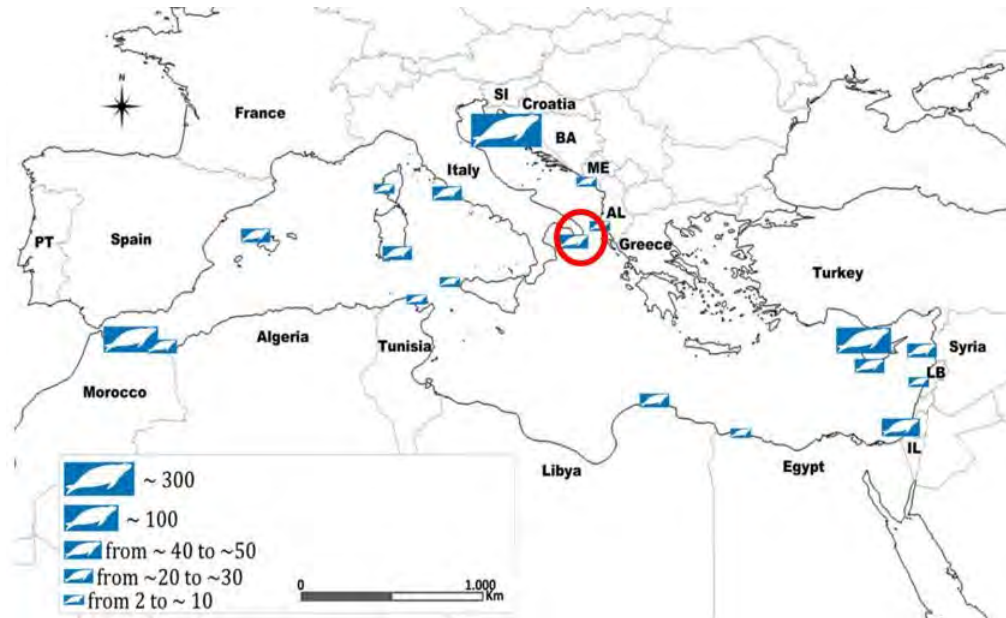 N
SI
Croatia
France
BA
ME
Italy
AL
PT
Spain
Greece
Turkey
Algeria
Tunisia
Syria
LB
Morocco
IL
Libya
Egypt
~ 300
~ 100
from ~ 40 to ~50
from ~20 to ~30
from 2 to ~ 10
0
1.000
Km